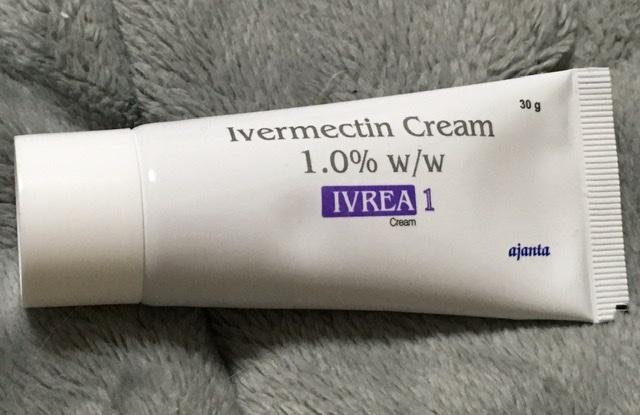 30 g
Ivermectin Cream
1.0% w/w
IVREA 1
Cream
ajanta